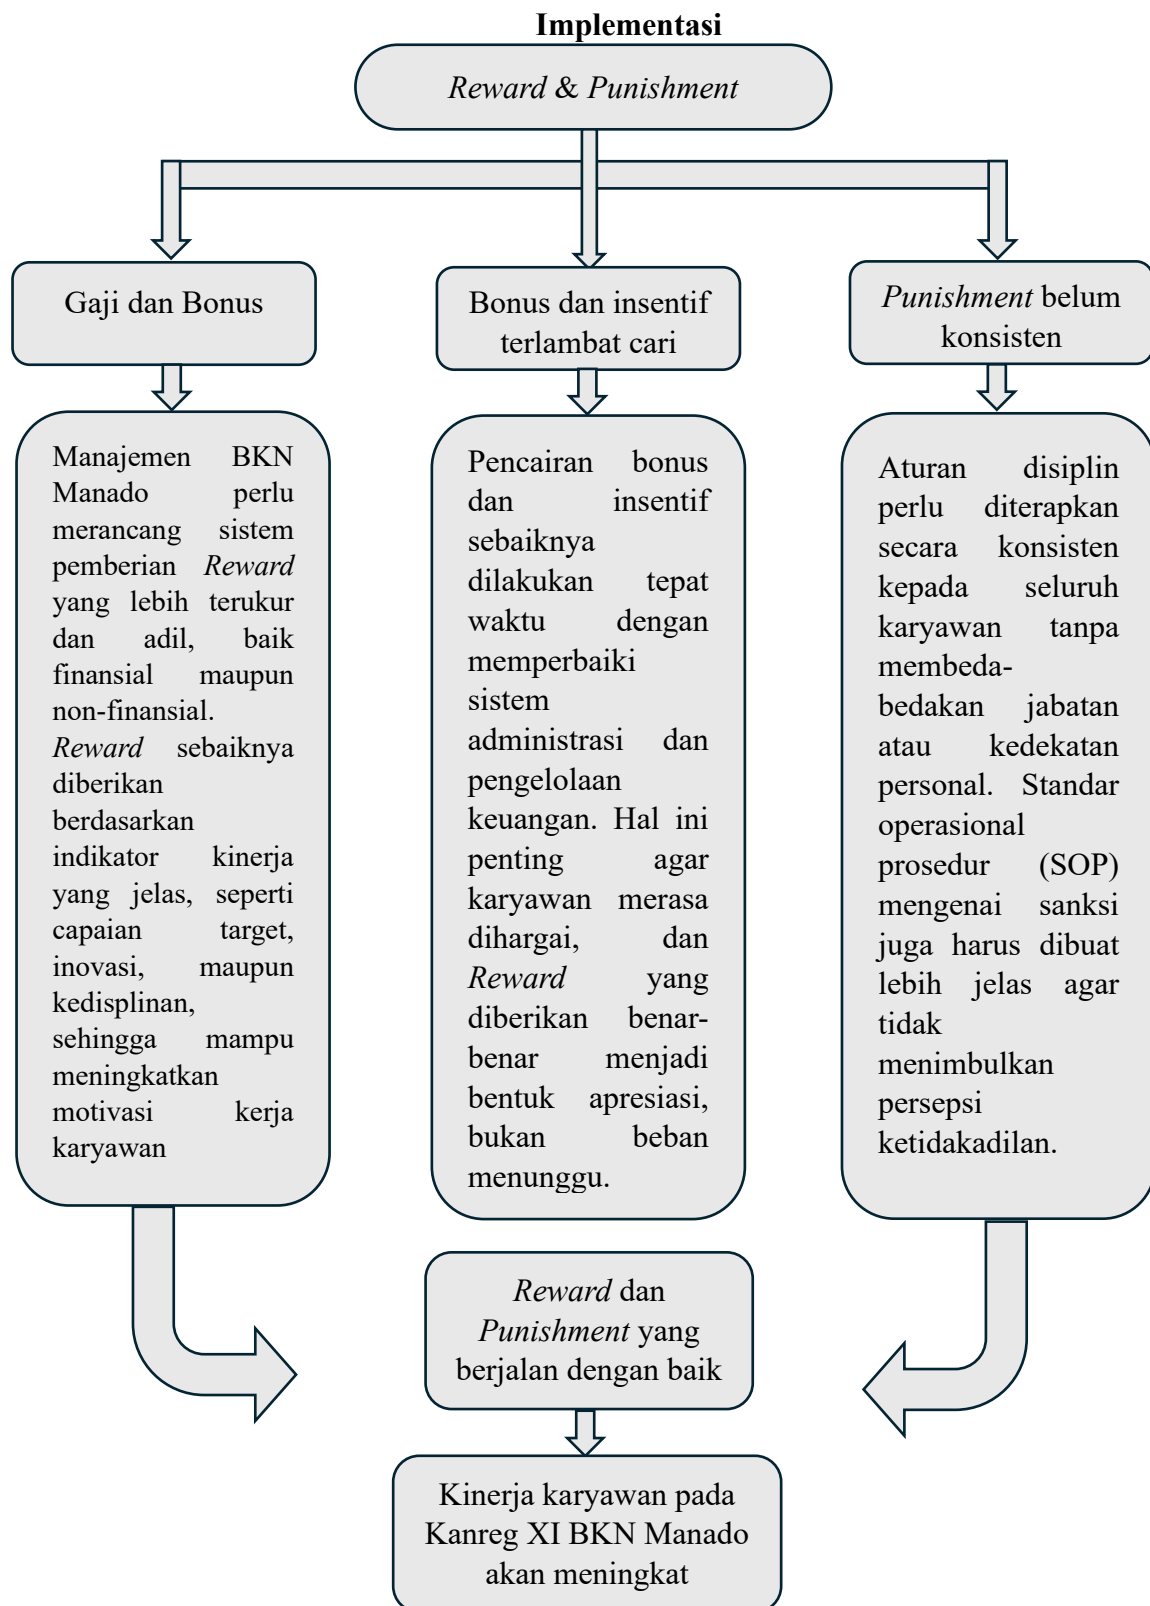 Implementasi
Reward & Punishment
Gaji dan Bonus
Bonus dan insentif
terlambat cari
Punishment belum
konsisten
Manajemen BKN
Manado perlu
merancang sistem
pemberian Reward
yang lebih terukur
dan adil, baik
finansial maupun
non-finansial.
Reward sebaiknya
diberikan
berdasarkan
indikator kinerja
yang jelas, seperti
capaian target,
inovasi, maupun
kedisplinan,
sehingga mampu
meningkatkan
motivasi kerja
karyawan
Pencairan bonus
dan insentif
sebaiknya
dilakukan tepat
waktu dengan
memperbaiki
sistem
administrasi dan
pengelolaan
keuangan. Hal ini
penting agar
karyawan merasa
dihargai, dan
Reward yang
diberikan benar-
benar menjadi
bentuk apresiasi,
bukan beban
menunggu.
Aturan disiplin
perlu diterapkan
secara konsisten
kepada seluruh
karyawan tanpa
membeda-
bedakan jabatan
atau kedekatan
personal. Standar
operasional
prosedur (SOP)
mengenai sanksi
juga harus dibuat
lebih jelas agar
tidak
menimbulkan
persepsi
ketidakadilan.
Reward dan
Punishment yang
berjalan dengan baik
Kinerja karyawan pada
Kanreg XI BKN Manado
akan meningkat